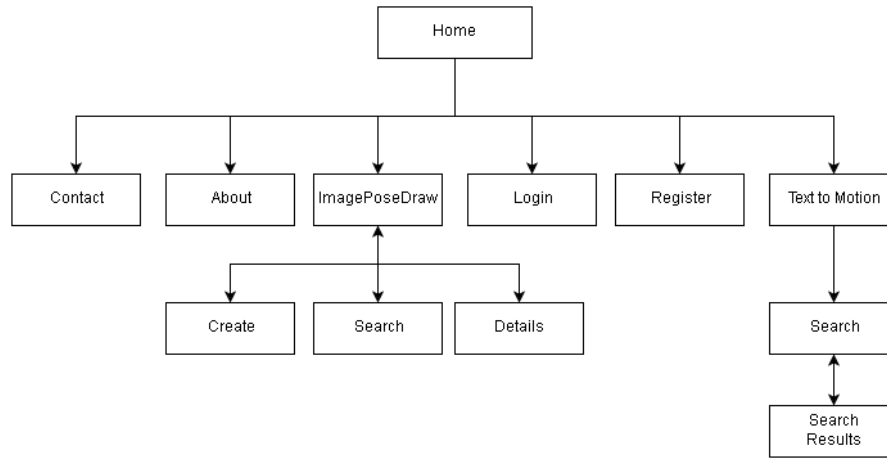 Home
Contact
About
ImagePoseDraw
Login
Register
Text to Motion
Create
Search
Details
Search
Search
Results